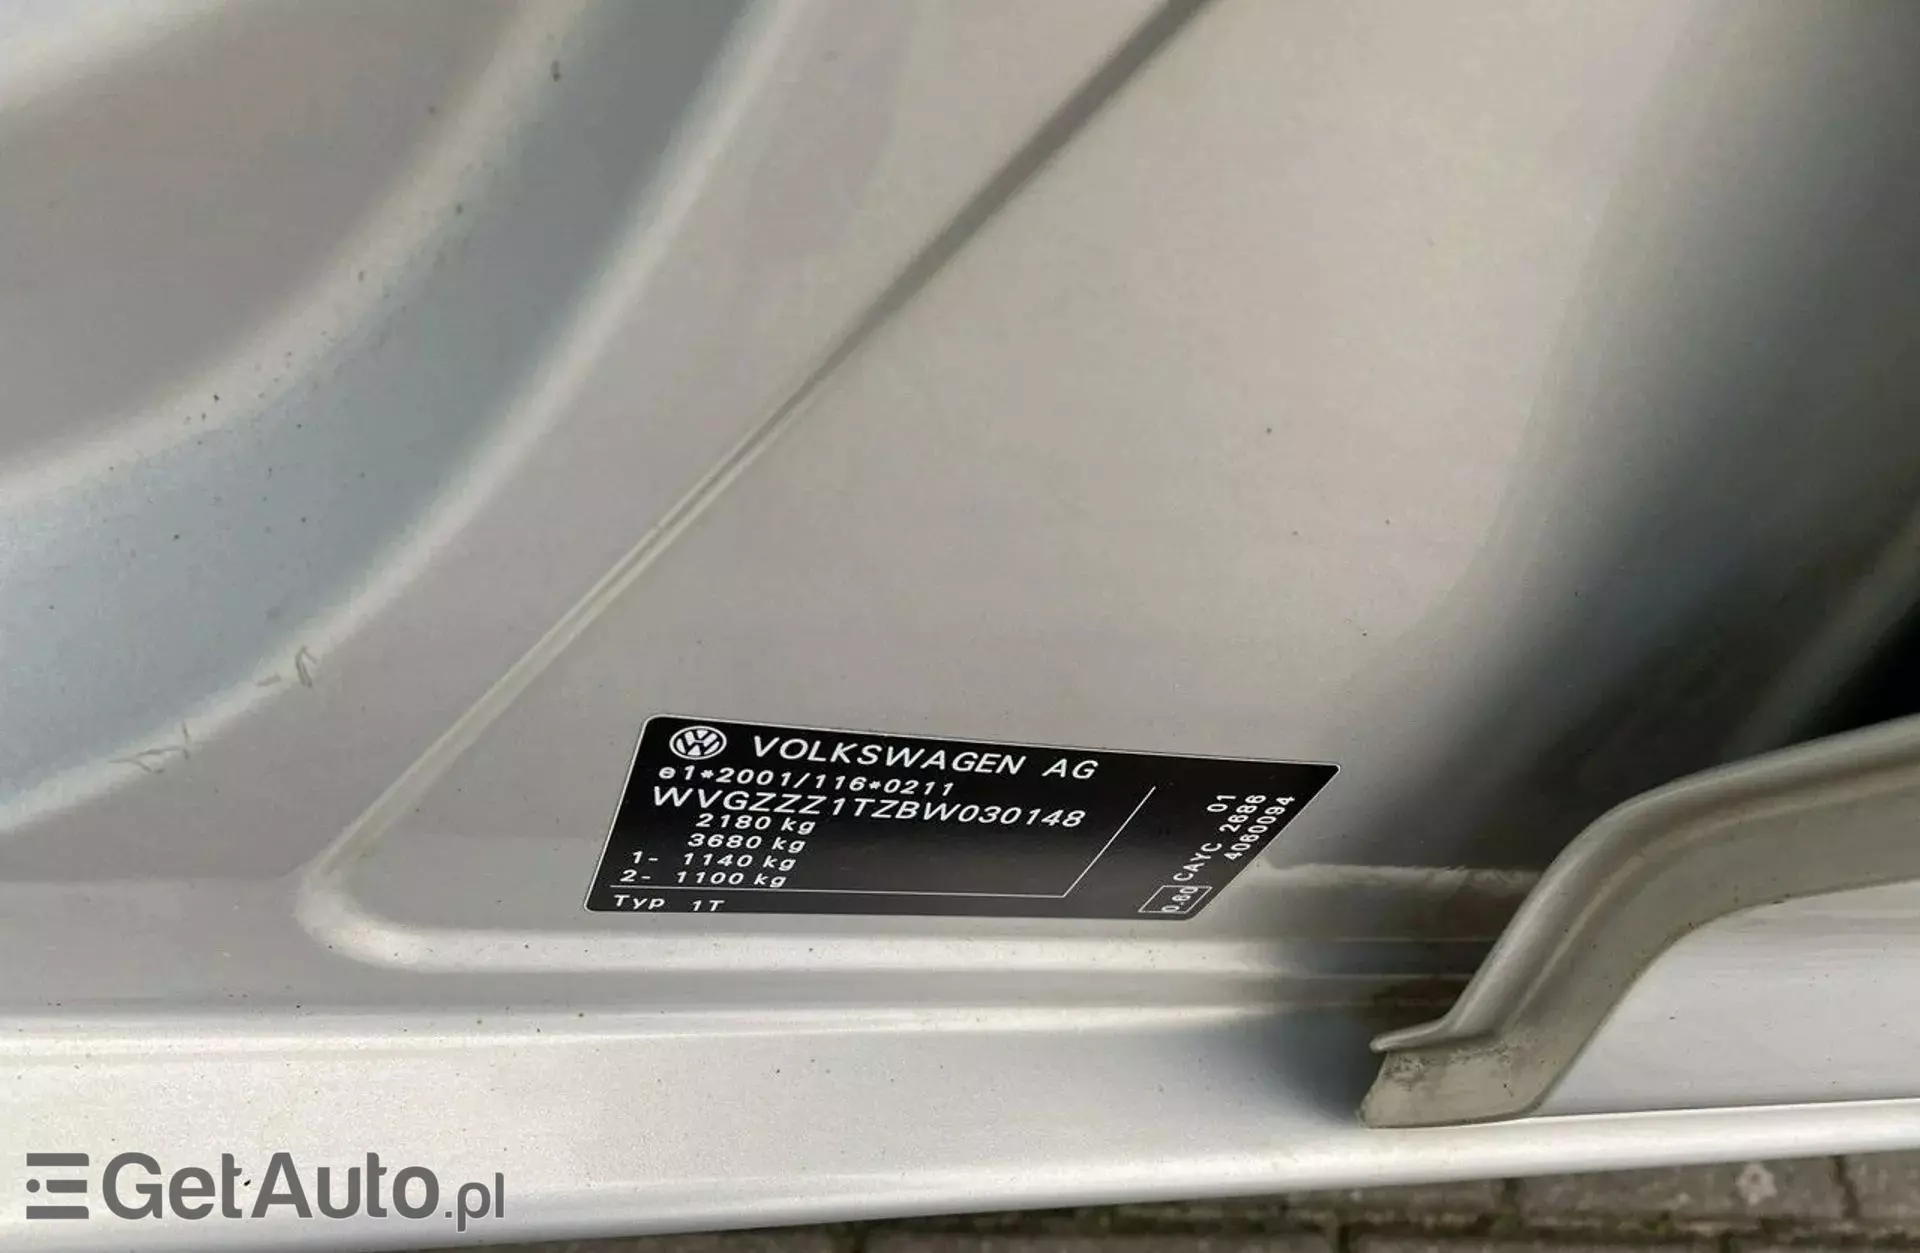 VOLKSWAGEN AG
e1*2001/116*0211
WVGZZZ1TZBW030148
2180 kg
3680 kg
1- 1140 kg
2- 1100 kg
Typ 1T
01
CAYC 2686
4060094
0.60
GetAuto.pl